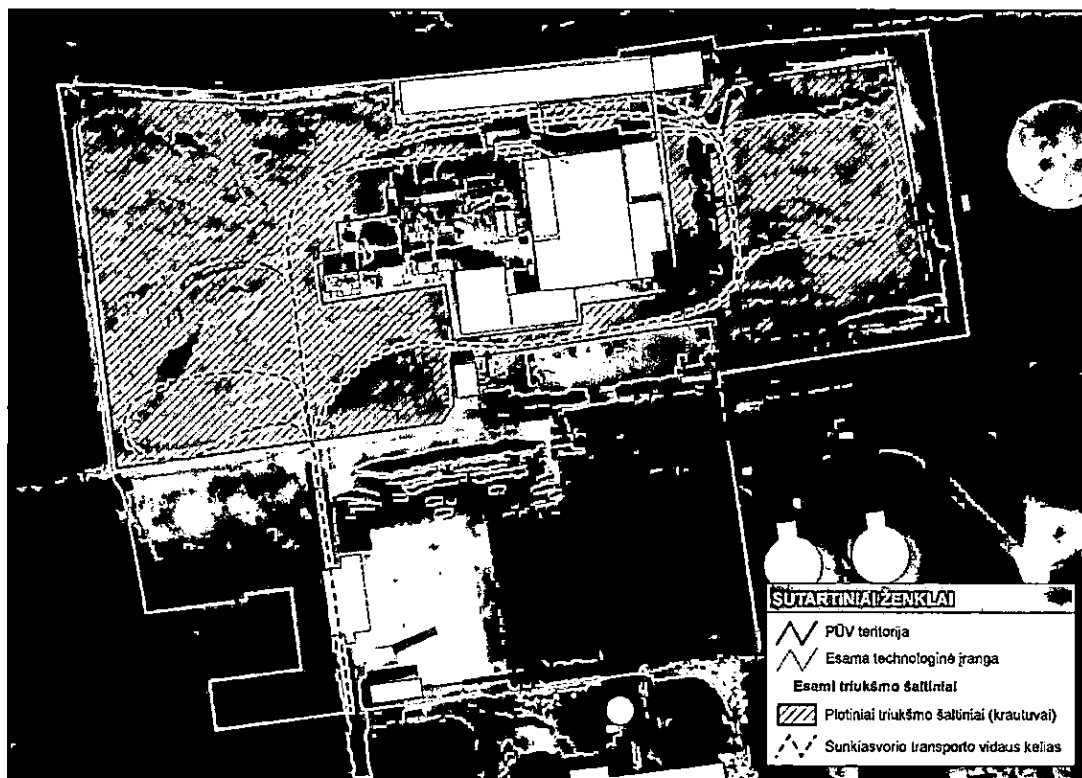 SUTARTINIAI ŽENKLAI
PŪV teritorija
Esama technologinė įranga
Esami triukšmo šaltiniai
Plotiniai triukšmo šaltiniai (krautuvai)
Sunkiasvorio transporto vidaus kelias